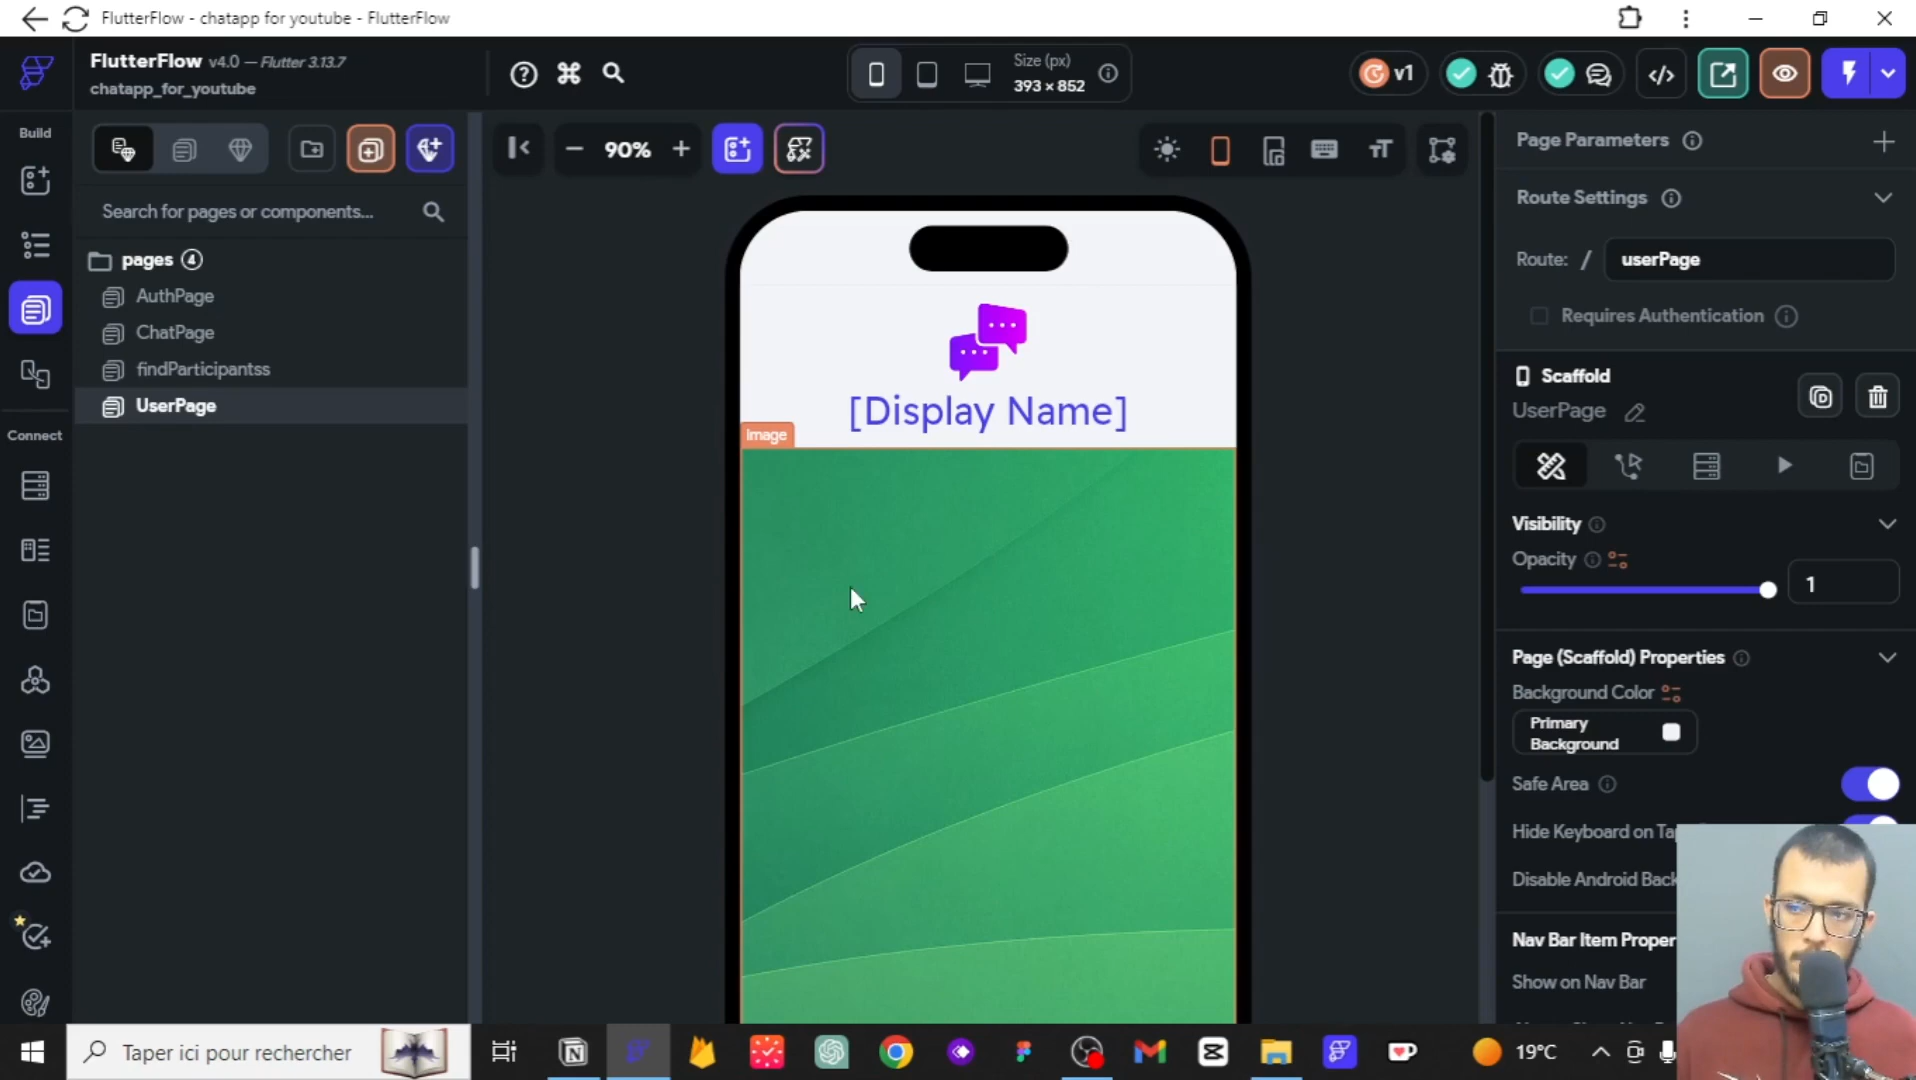 FlutterFlow - chatapp for youtube - FlutterFlow
FlutterFlow v4.0 — Flutter 3.13.7
chatapp_for_youtube
Size (px)
393 × 852
v1
Build
90%
Search for pages or components...
pages 4
AuthPage
ChatPage
findParticipantss
UserPage
Connect
[Display Name]
Image
Page Parameters
Route Settings
Route: / userPage
Requires Authentication
Scaffold
UserPage
Visibility
Opacity
1
Page (Scaffold) Properties
Background Color
Primary
Background
Safe Area
Hide Keyboard on Ta
Disable Android Back
Nav Bar Item Proper
Show on Nav Bar
Taper ici pour rechercher
19°C